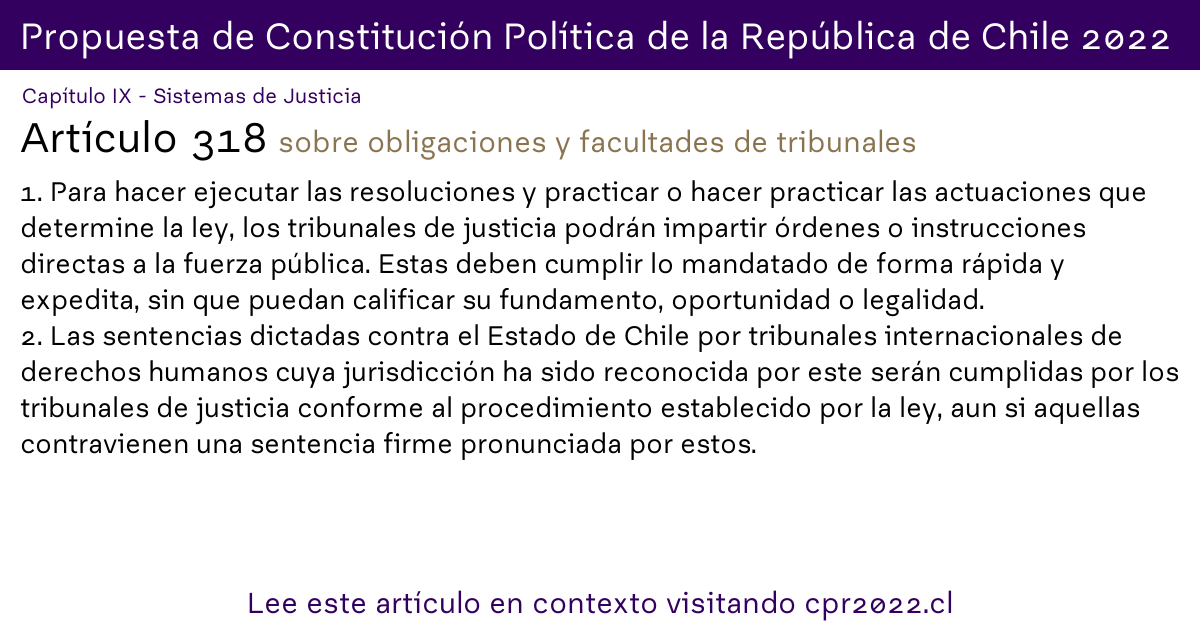 Propuesta de Constitución Política de la República de Chile 2022
Capítulo IX - Sistemas de Justicia
Artículo 318 sobre obligaciones y facultades de tribunales
1. Para hacer ejecutar las resoluciones y practicar o hacer practicar las actuaciones que
determine la ley, los tribunales de justicia podrán impartir órdenes o instrucciones
directas a la fuerza pública. Estas deben cumplir lo mandatado de forma rápida y
expedita, sin que puedan calificar su fundamento, oportunidad o legalidad.
2. Las sentencias dictadas contra el Estado de Chile por tribunales internacionales de
derechos humanos cuya jurisdicción ha sido reconocida por este serán cumplidas por los
tribunales de justicia conforme al procedimiento establecido por la ley, aun si aquellas
contravienen una sentencia firme pronunciada por estos.
Lee este artículo en contexto visitando cpr2022.cl